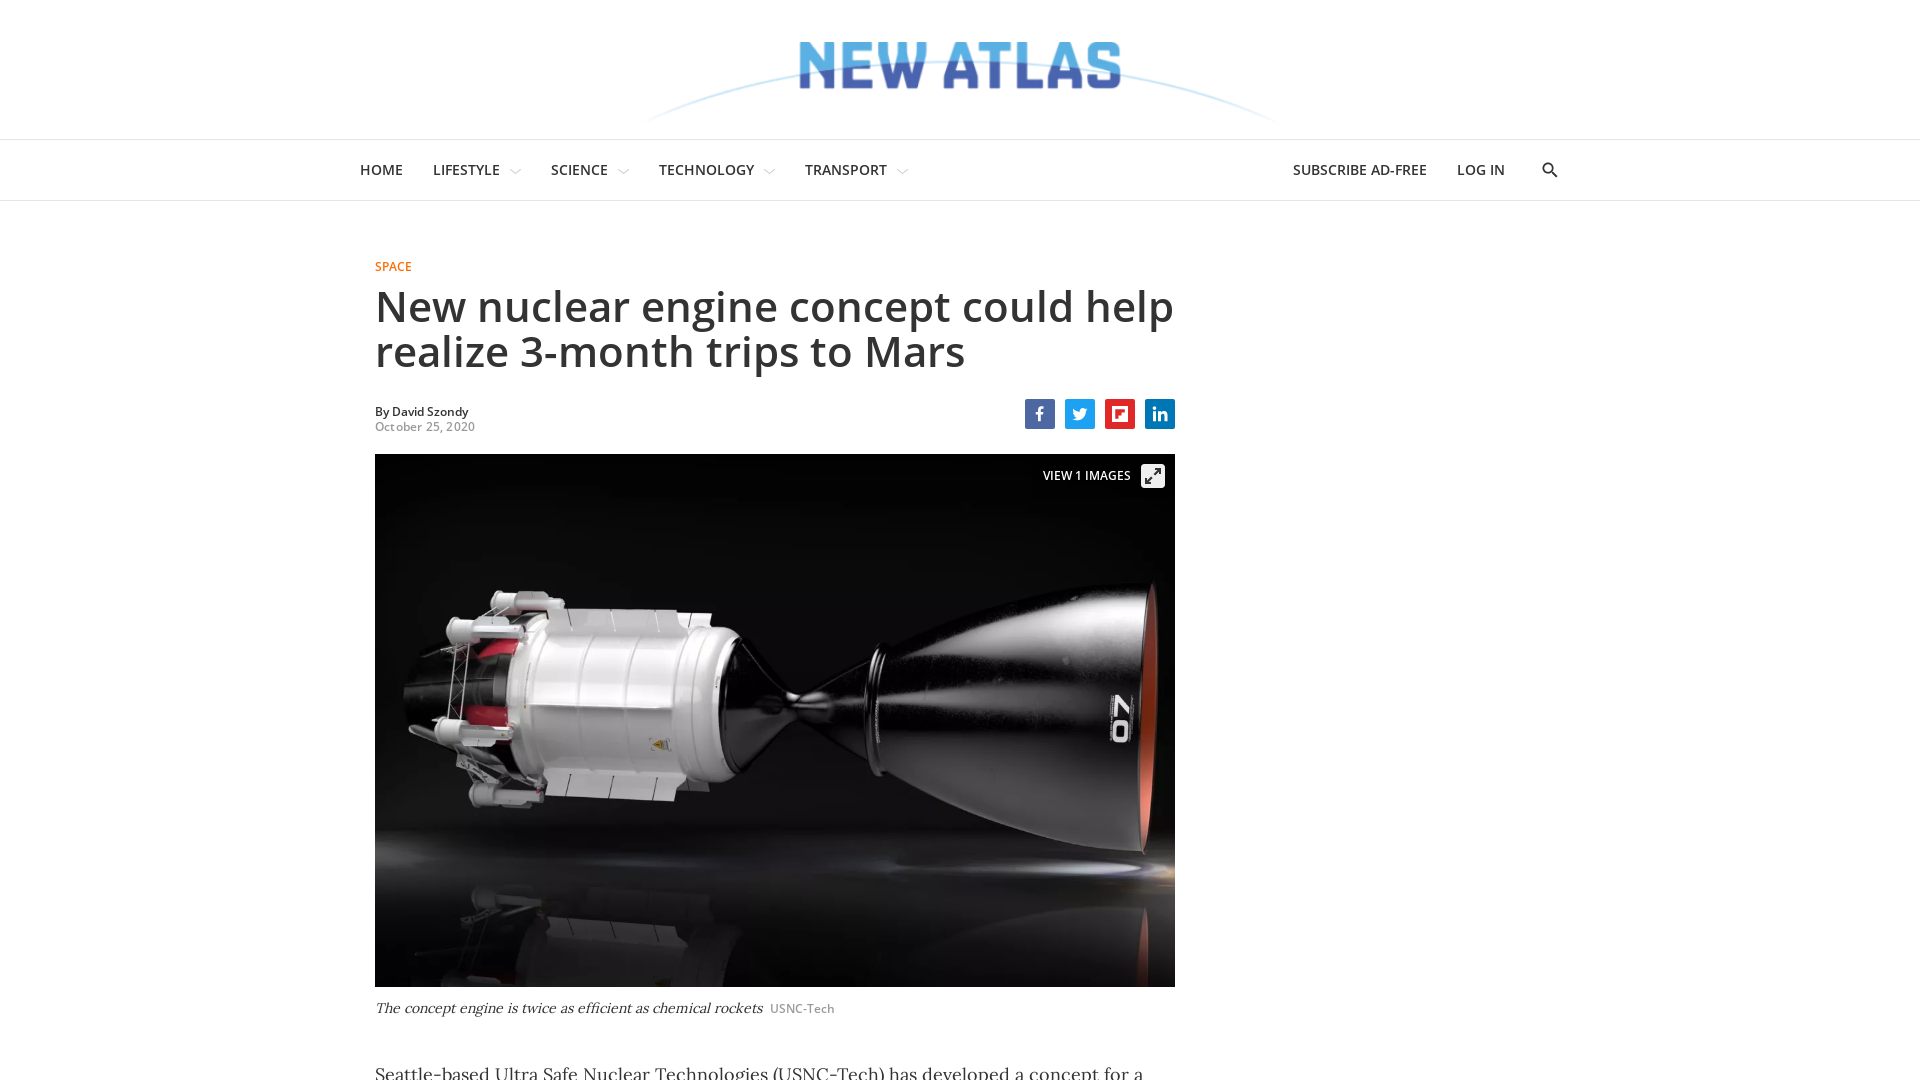 NEW ATLAS
HOME
LIFESTYLE
SCIENCE
TECHNOLOGY
TRANSPORT
SUBSCRIBE AD-FREE
LOG IN
SPACE
New nuclear engine concept could help
realize 3-month trips to Mars
By David Szondy
October 25, 2020
VIEW 1 IMAGES
07
The concept engine is twice as efficient as chemical rockets USNC-Tech
Seattle-based Ultra Safe Nuclear Technologies (USNC-Tech) has developed a concept for a